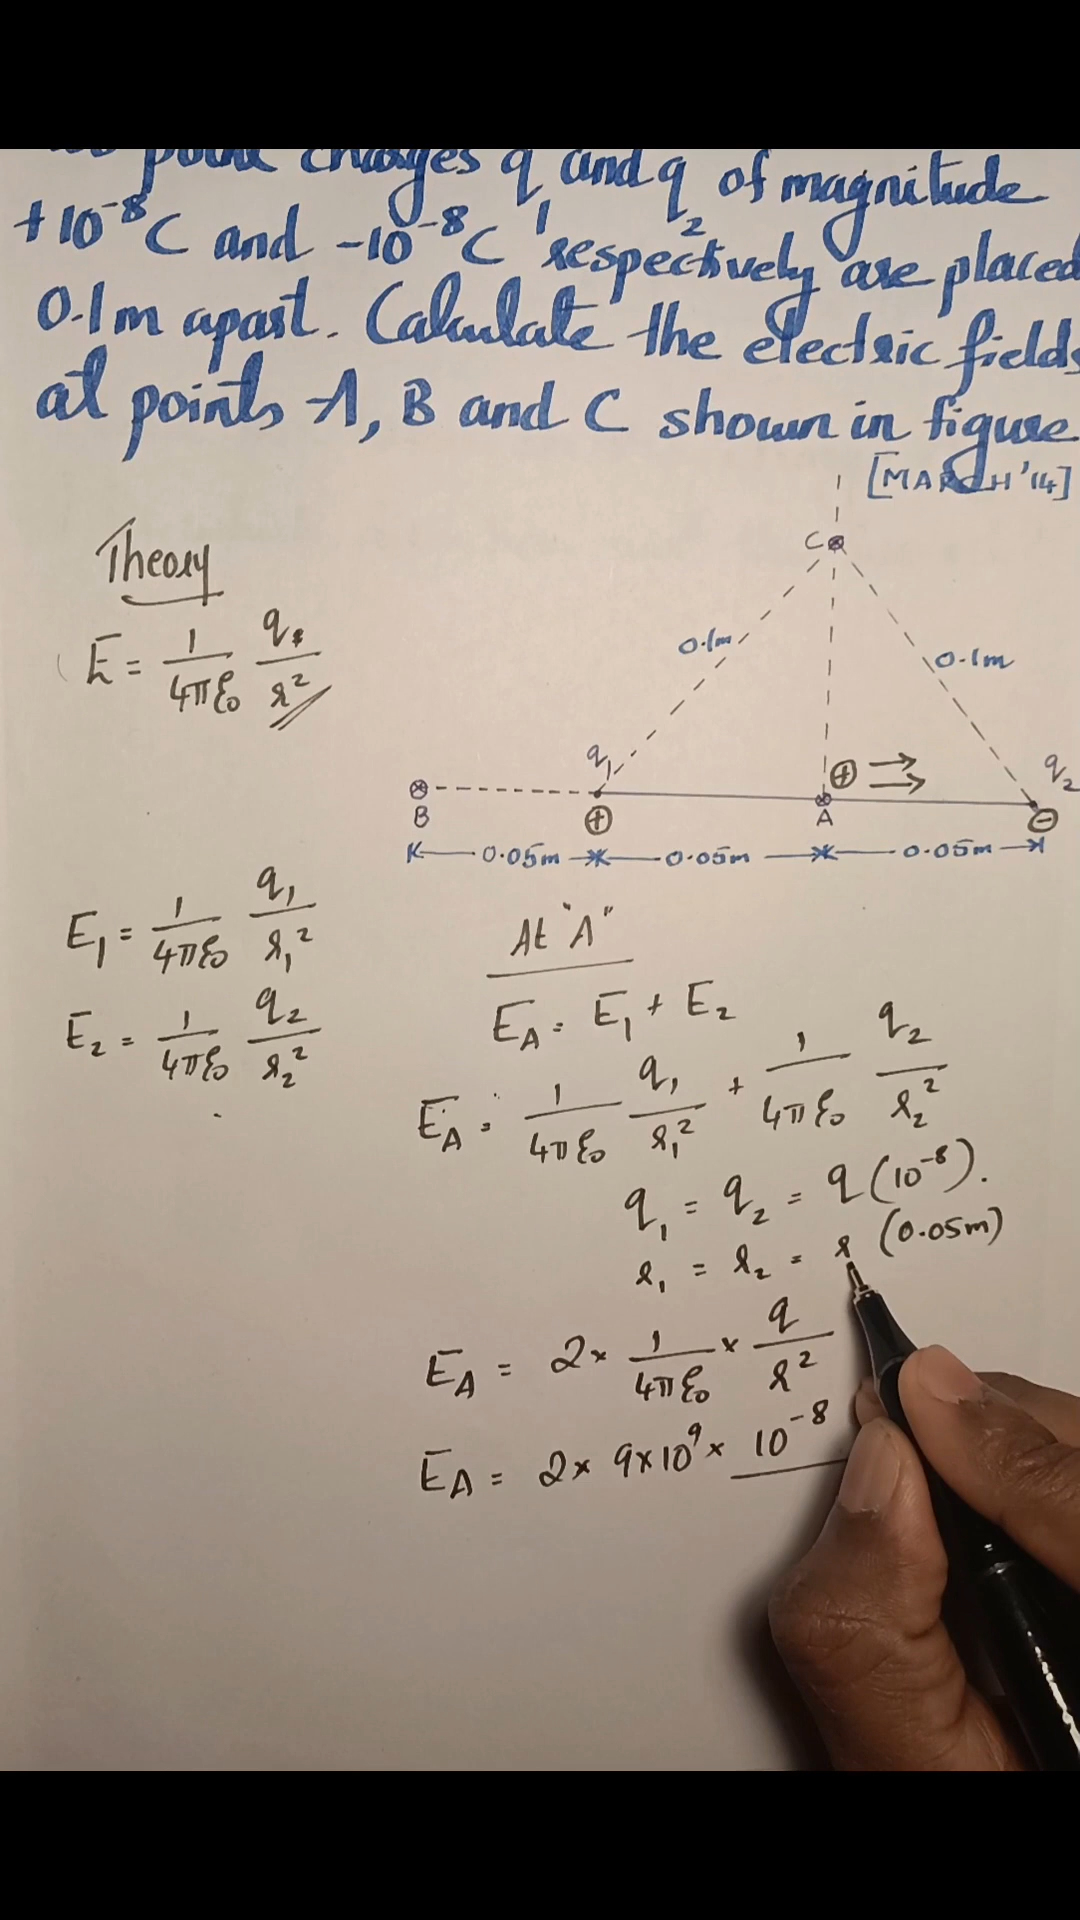 point charges q₁ and q₂ of magnitude
+10⁻⁸C and -10⁻⁸C respectively are placed
0.1m apart. Calculate the electric fields
at points A, B and C shown in figure.
[MARCH '14]
Theory
E = 1/4πε₀ q/r²
C
0.1m
0.1m
q₁
q₂
B
+
A
+
-
0.05m
0.05m
0.05m
E₁ = 1/4πε₀ q₁/r₁²
E₂ = 1/4πε₀ q₂/r₂²
At "A"
E_A = E₁ + E₂
E_A = 1/4πε₀ q₁/r₁² + 1/4πε₀ q₂/r₂²
q₁ = q₂ = q (10⁻⁸).
r₁ = r₂ = r (0.05m)
E_A = 2 × 1/4πε₀ × q/r²
E_A = 2 × 9×10⁹ × 10⁻⁸